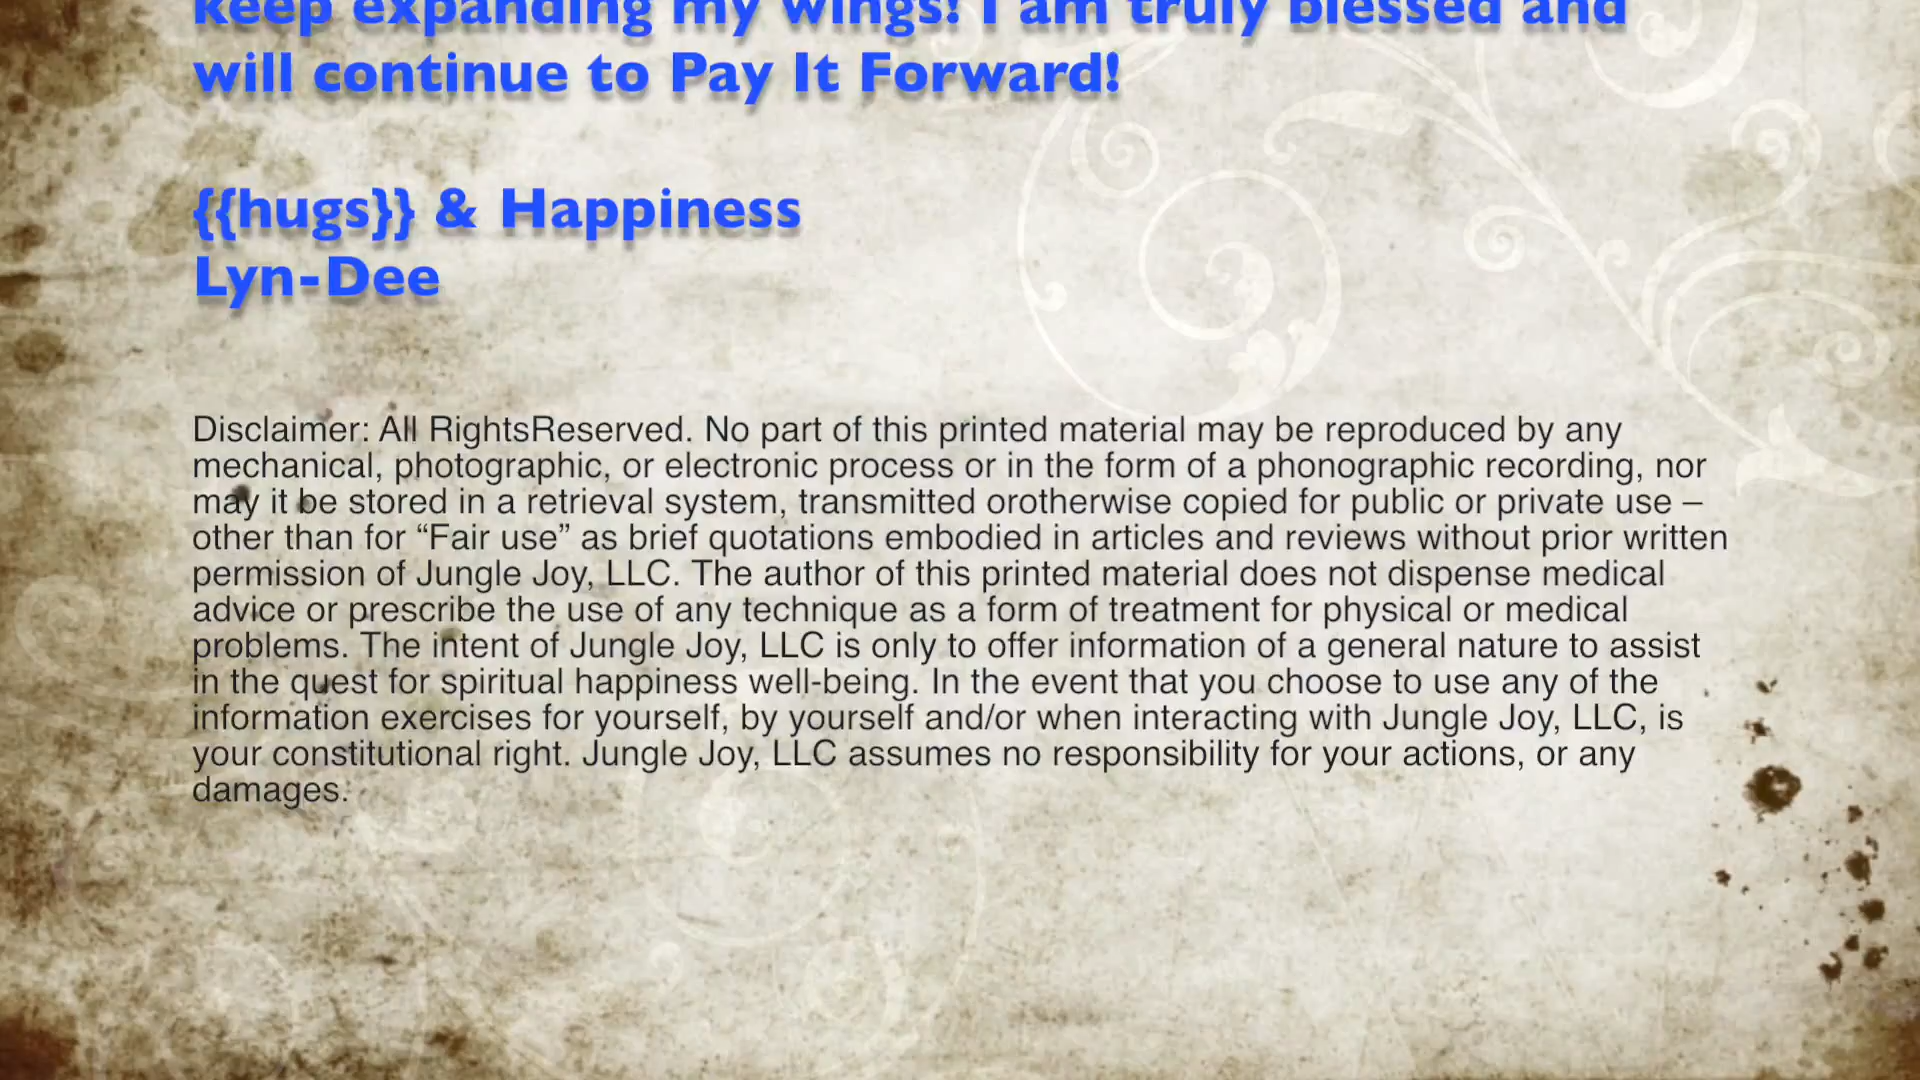 keep expanding my wings! I am truly blessed and
will continue to Pay It Forward!
{{hugs}} & Happiness
Lyn-Dee
Disclaimer: All RightsReserved. No part of this printed material may be reproduced by any
mechanical, photographic, or electronic process or in the form of a phonographic recording, nor
may it be stored in a retrieval system, transmitted orotherwise copied for public or private use –
other than for “Fair use” as brief quotations embodied in articles and reviews without prior written
permission of Jungle Joy, LLC. The author of this printed material does not dispense medical
advice or prescribe the use of any technique as a form of treatment for physical or medical
problems. The intent of Jungle Joy, LLC is only to offer information of a general nature to assist
in the quest for spiritual happiness well-being. In the event that you choose to use any of the
information exercises for yourself, by yourself and/or when interacting with Jungle Joy, LLC, is
your constitutional right. Jungle Joy, LLC assumes no responsibility for your actions, or any
damages.